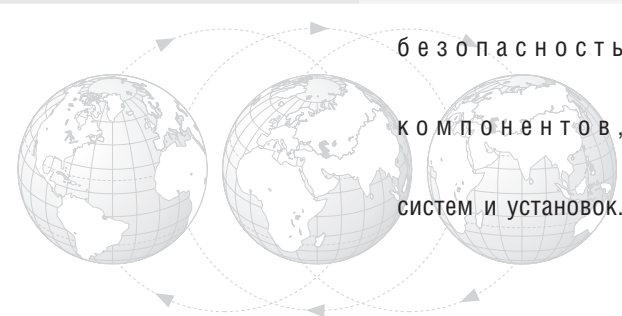 безопасность
компонентов,
систем и установок.